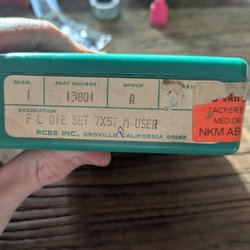 QUAN. PART NUMBER GROUP
1 13801 A
DESCRIPTION
F L DIE SET 7X57 M USER
RCBS INC., OROVILLE, CALIFORNIA 95965
TACKER
MED DE
NKM AB